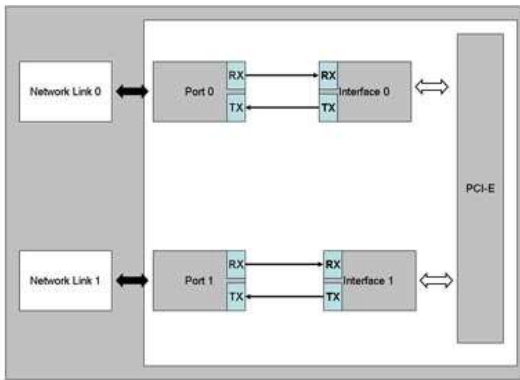 Network Link 0
Port 0
RX
TX
RX
TX
Interface 0
PCI-E
Network Link 1
Port 1
RX
TX
RX
TX
Interface 1